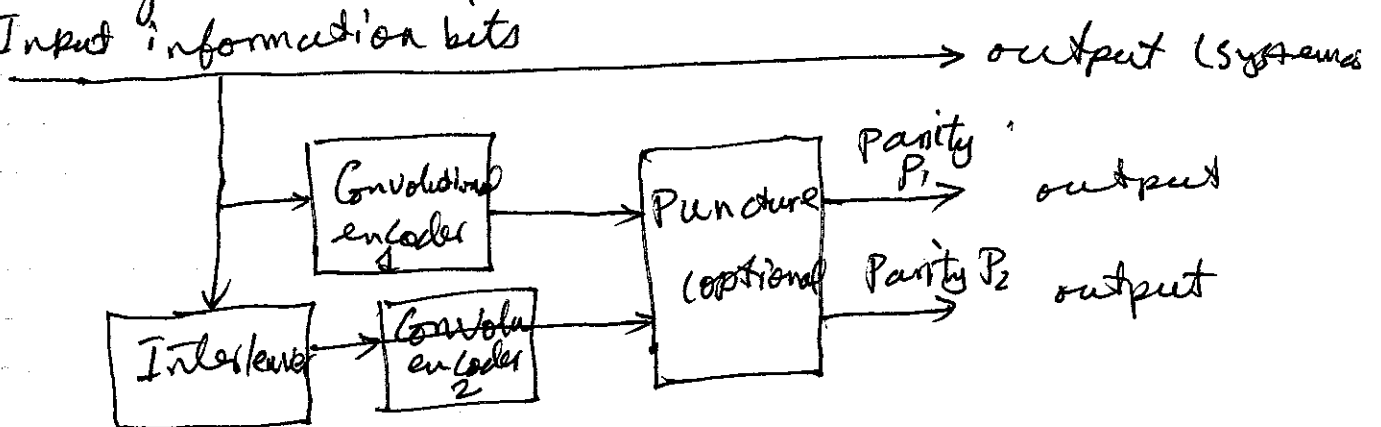 Input information bits
output (systema
Convolutional
encoder
1
Puncture
(optional
Parity
P1
output
Parity P2
output
Interleaver
Convolu
encoder
2